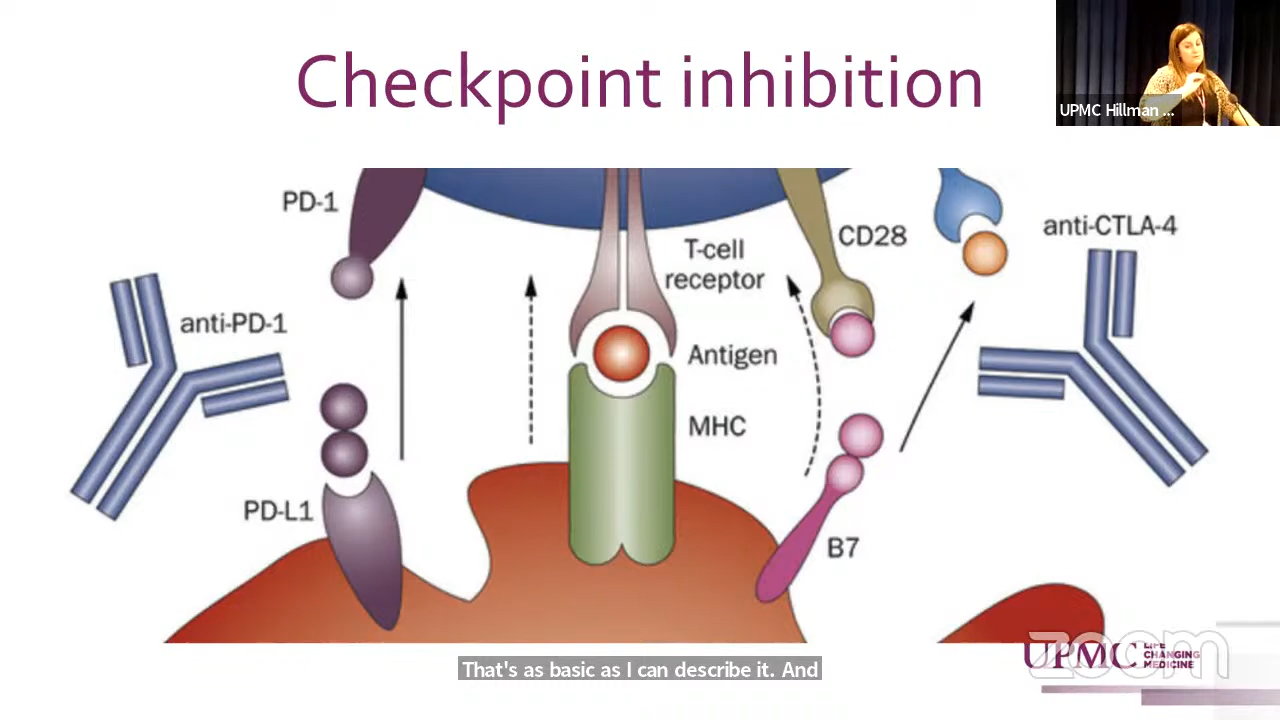 Checkpoint inhibition
UPMC Hillman ...
PD-1
CD28
anti-CTLA-4
T-cell
receptor
anti-PD-1
Antigen
MHC
PD-L1
B7
zoom
UPMC
LIFE
CHANGING
MEDICINE
That's as basic as I can describe it. And